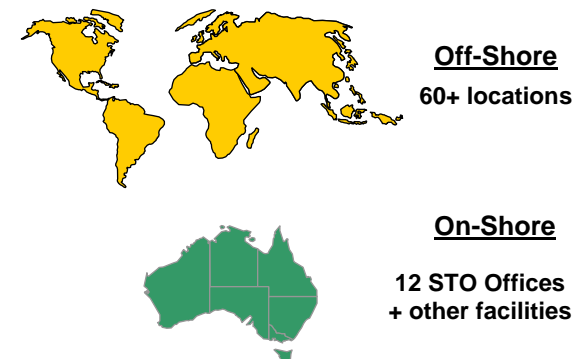 Off-Shore
60+ locations
On-Shore
12 STO Offices
+ other facilities